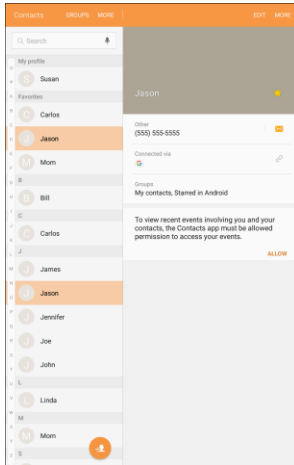 Contacts GROUPS MORE EDIT MORE
Search
My profile
S Susan
Favorites
C Carlos
J Jason
M Mom
B
B Bill
C
C Carlos
J
J James
J Jason
J Jennifer
J Joe
J John
L
L Linda
M
M Mom
S
Jason
Other
(555) 555-5555
Connected via
G
Groups
My contacts, Starred in Android
To view recent events involving you and your
contacts, the Contacts app must be allowed
permission to access your events.
ALLOW